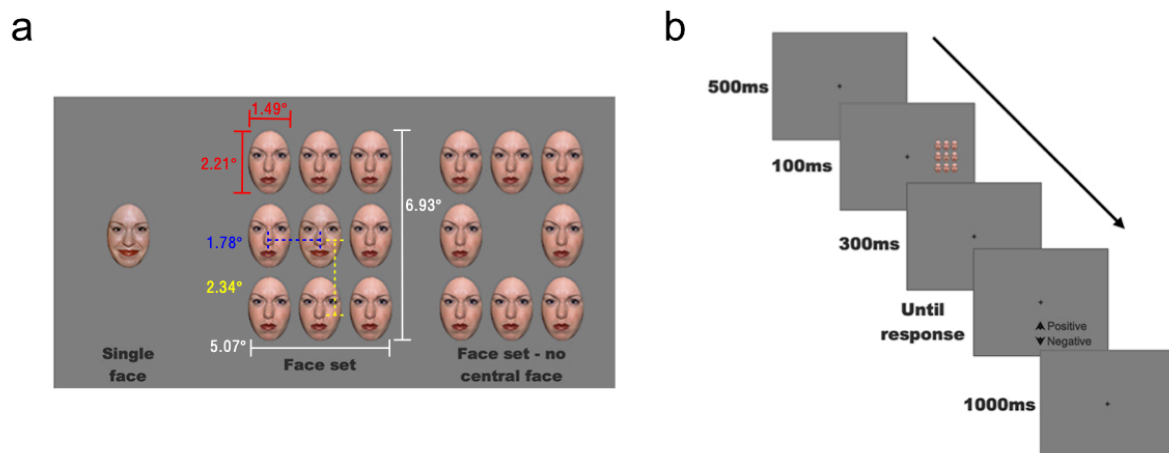 a
1.49°
2.21°
6.93°
1.78°
2.34°
5.07°
Single
face
Face set
Face set - no
central face
b
500ms
100ms
300ms
Until
response
Positive
Negative
1000ms